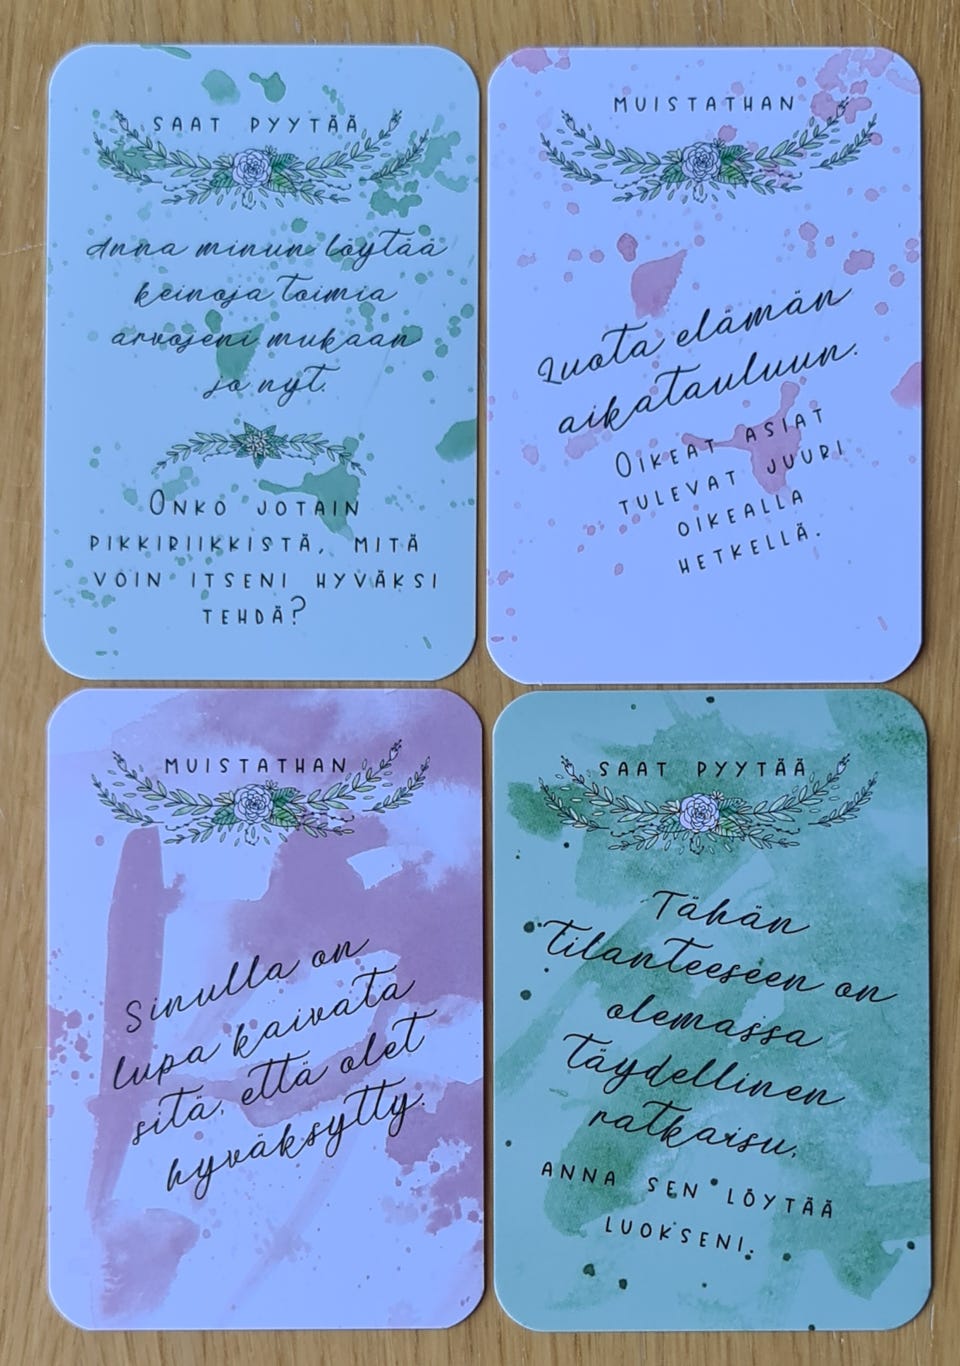 SAAT PYYTÄÄ
Anna minun löytää
keinoja toimia
arvojeni mukaan
jo nyt.
ONKO JOTAIN
PIKKIRIIKKISTÄ, MITÄ
VOIN ITSENI HYVÄKSI
TEHDÄ?
MUISTATHAN
Luota elämän
aikatauluun.
OIKEAT ASIAT
TULEVAT JUURI
OIKEALLA
HETKELLÄ.
MUISTATHAN
Sinulla on
lupa kaivata
sitä, että olet
hyväksytty.
SAAT PYYTÄÄ
Tähän
tilanteeseen on
olemassa
täydellinen
ratkaisu.
ANNA SEN LÖYTÄÄ
LUOKSENI.